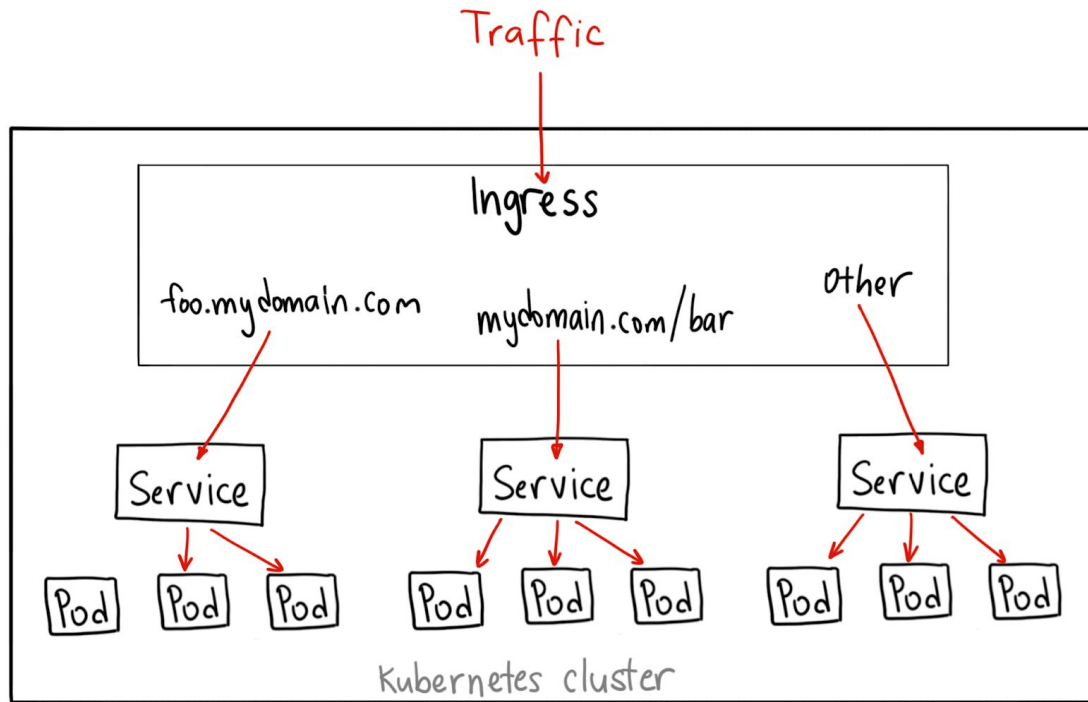 Traffic
Ingress
foo.mydomain.com
mydomain.com/bar
other
Service
Service
Service
Pod
Pod
Pod
Pod
Pod
Pod
Pod
Pod
Pod
Kubernetes cluster